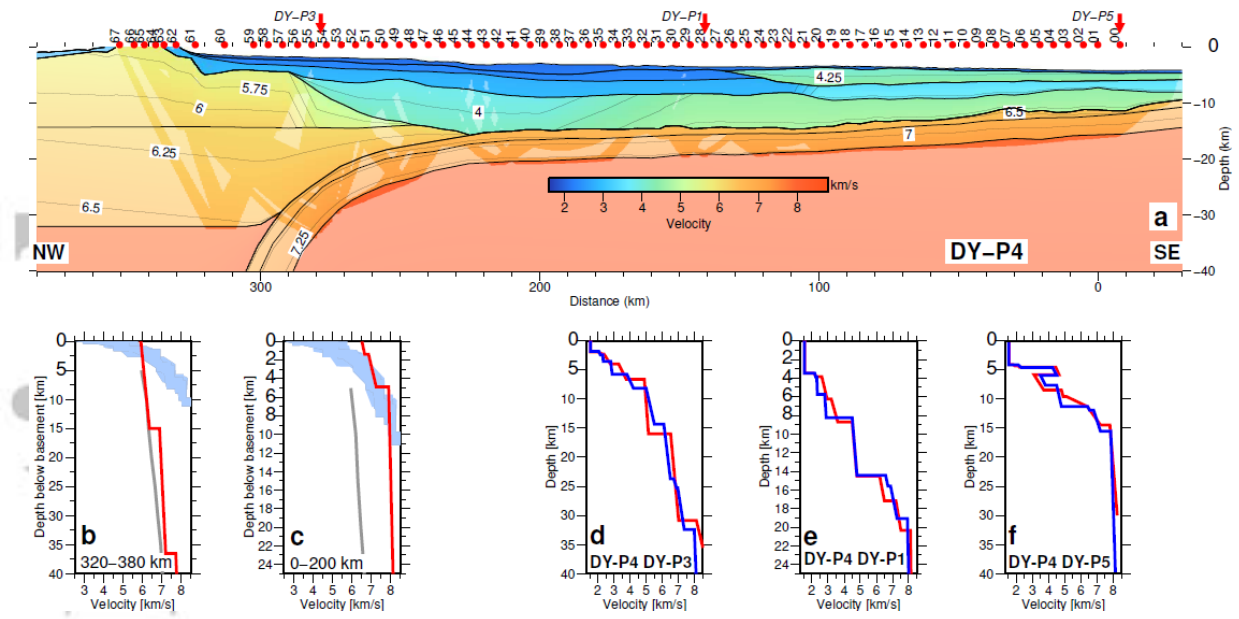 DY-P3 DY-P1 DY-P5
67 66 65 64 63 62 61 60 59 58 57 56 55 54 53 52 51 50 49 48 47 46 45 44 43 42 41 40 39 38 37 36 35 34 33 32 31 30 29 28 27 26 25 24 23 22 21 20 19 18 17 16 15 14 13 12 11 10 09 08 07 06 05 04 03 02 01 00
0
5.75
4.25
6
4
6.5
−10
7
6.25
−20
km/s
2 3 4 5 6 7 8
Velocity
6.5
7.25
−30
Depth (km)
a
NW
DY−P4
SE
−40
300 200 100 0
Distance (km)
0 5 10 15 20 25 30 35 40
Depth below basement [km]
b
320−380 km
3 4 5 6 7 8
Velocity [km/s]
0 2 4 6 8 10 12 14 16 18 20 22 24
Depth below basement [km]
c
0−200 km
3 4 5 6 7 8
Velocity [km/s]
0 5 10 15 20 25 30 35 40
Depth [km]
d
DY−P4 DY−P3
2 3 4 5 6 7 8
Velocity [km/s]
0 2 4 6 8 10 12 14 16 18 20 22 24
Depth [km]
e
DY−P4 DY−P1
2 3 4 5 6 7 8
Velocity [km/s]
0 5 10 15 20 25 30 35 40
Depth [km]
f
DY−P4 DY−P5
2 3 4 5 6 7 8
Velocity [km/s]